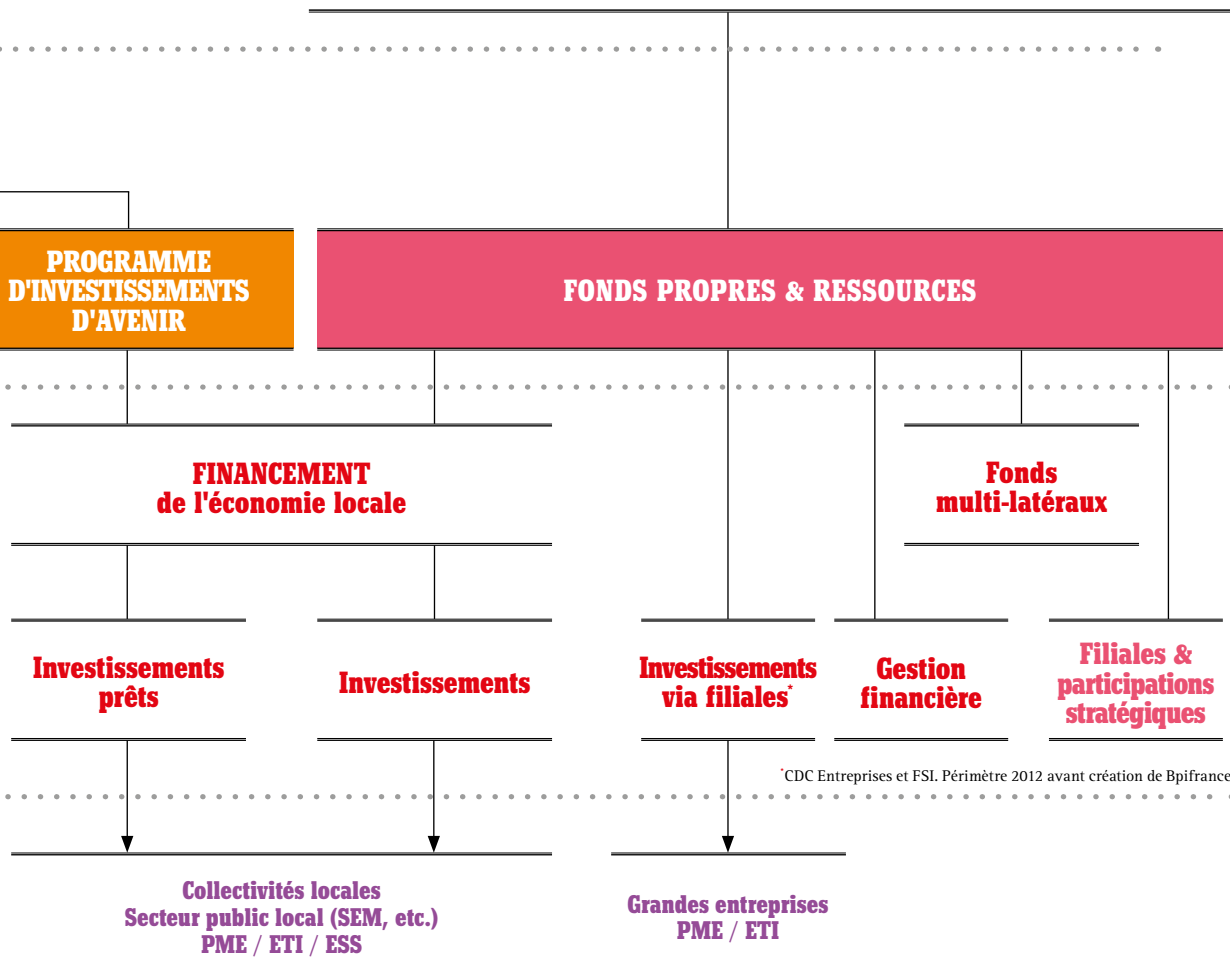 PROGRAMME
D'INVESTISSEMENTS
D'AVENIR
FONDS PROPRES & RESSOURCES
FINANCEMENT
de l'économie locale
Fonds
multi-latéraux
Investissements
prêts
Investissements
Investissements
via filiales*
Gestion
financière
Filiales &
participations
stratégiques
*CDC Entreprises et FSI. Périmètre 2012 avant création de Bpifrance
Collectivités locales
Secteur public local (SEM, etc.)
PME / ETI / ESS
Grandes entreprises
PME / ETI